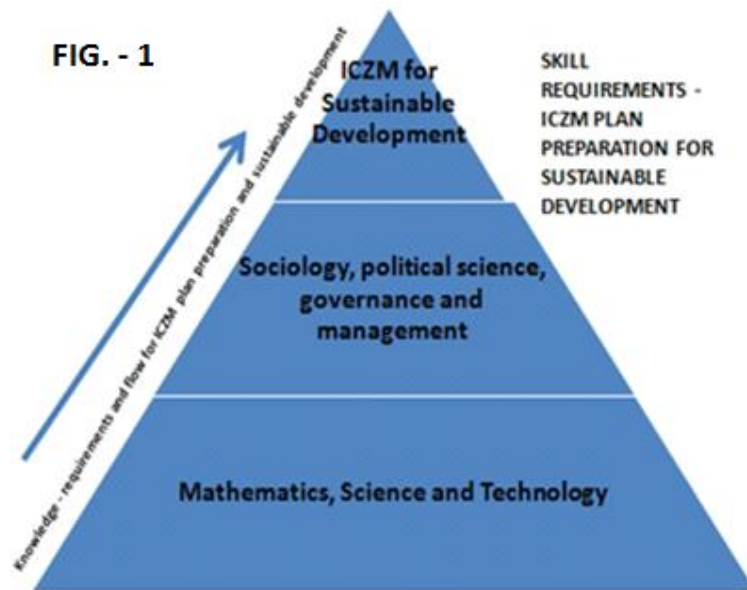 FIG. - 1
ICZM for
Sustainable
Development
SKILL
REQUIREMENTS -
ICZM PLAN
PREPARATION FOR
SUSTAINABLE
DEVELOPMENT
Knowledge - requirements and flow for ICZM plan preparation and sustainable development
Sociology, political science,
governance and
management
Mathematics, Science and Technology